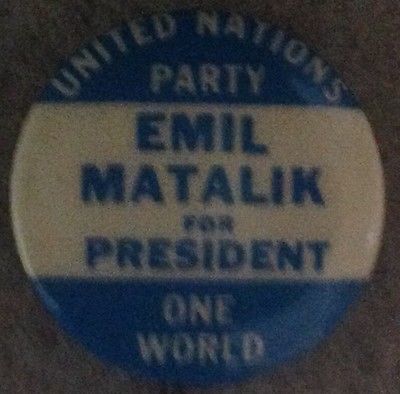 UNITED NATIONS
PARTY
EMIL
MATALIK
FOR
PRESIDENT
ONE
WORLD